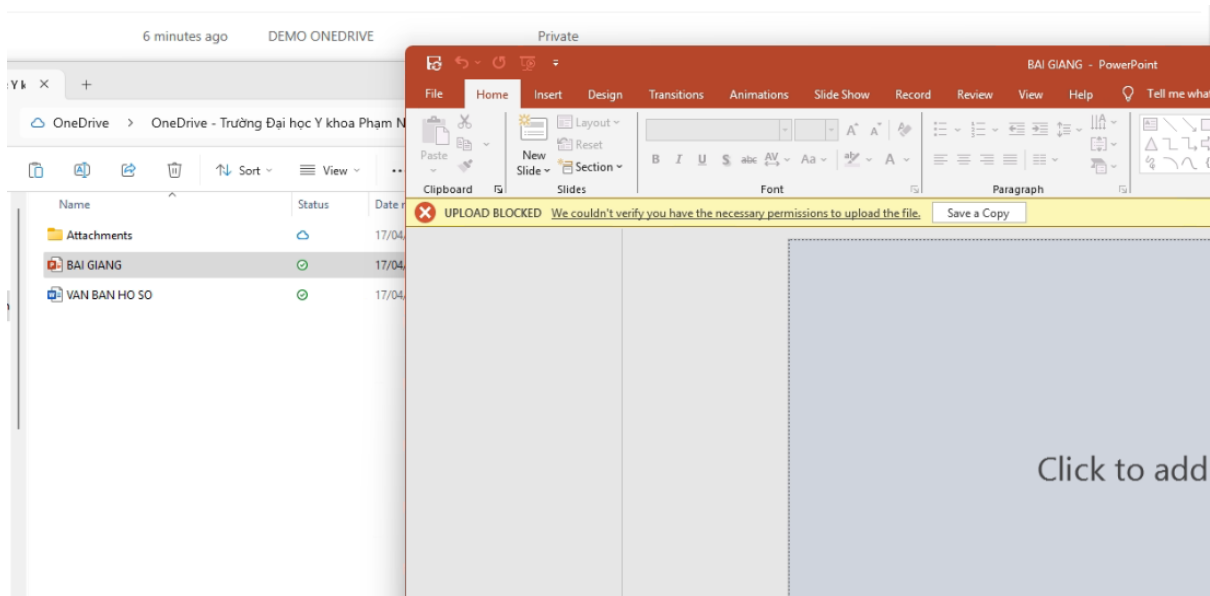 6 minutes ago DEMO ONEDRIVE Private
BAI GIANG - PowerPoint
File Home Insert Design Transitions Animations Slide Show Record Review View Help Tell me what
OneDrive > OneDrive - Trường Đại học Y khoa Phạm N
Layout
Reset
Section
Paste
New
Slide
B I U S abc AV Aa A
Clipboard Slides Font Paragraph
Sort View
UPLOAD BLOCKED We couldn't verify you have the necessary permissions to upload the file. Save a Copy
Name Status Date
Attachments 17/04
BAI GIANG 17/04
VAN BAN HO SO 17/04
Click to add